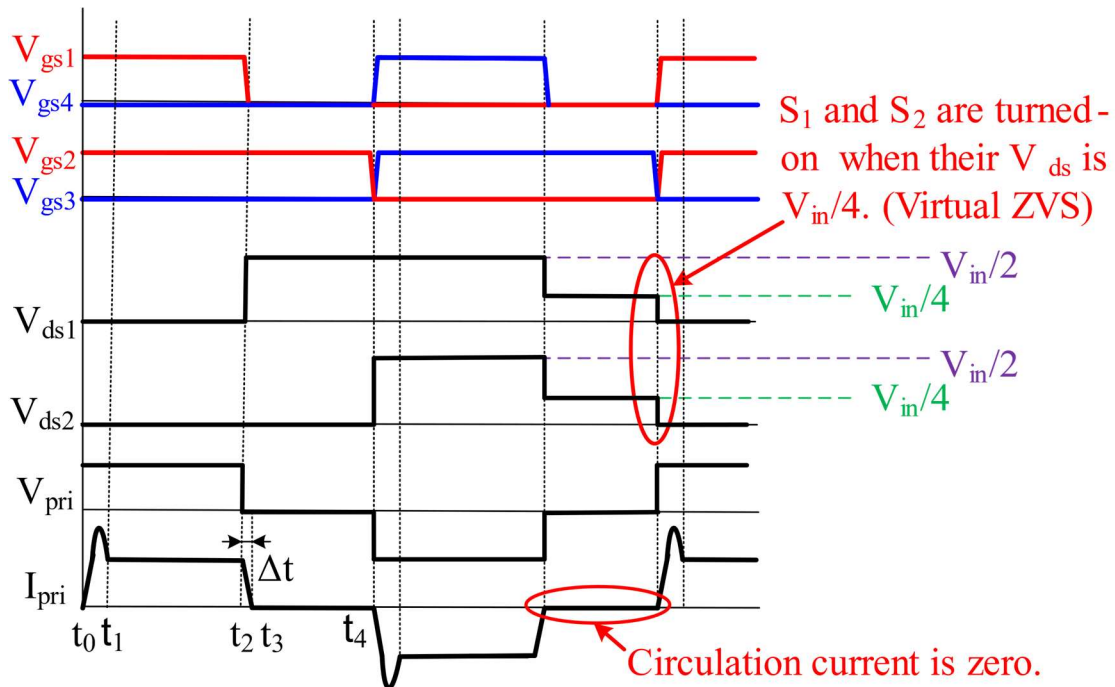 Vgs1
Vgs4
Vgs2
Vgs3
S1 and S2 are turned-
on when their V ds is
Vin/4. (Virtual ZVS)
Vin/2
Vin/4
Vds1
Vin/2
Vin/4
Vds2
Vpri
Δt
Ipri
t0 t1 t2 t3 t4
Circulation current is zero.